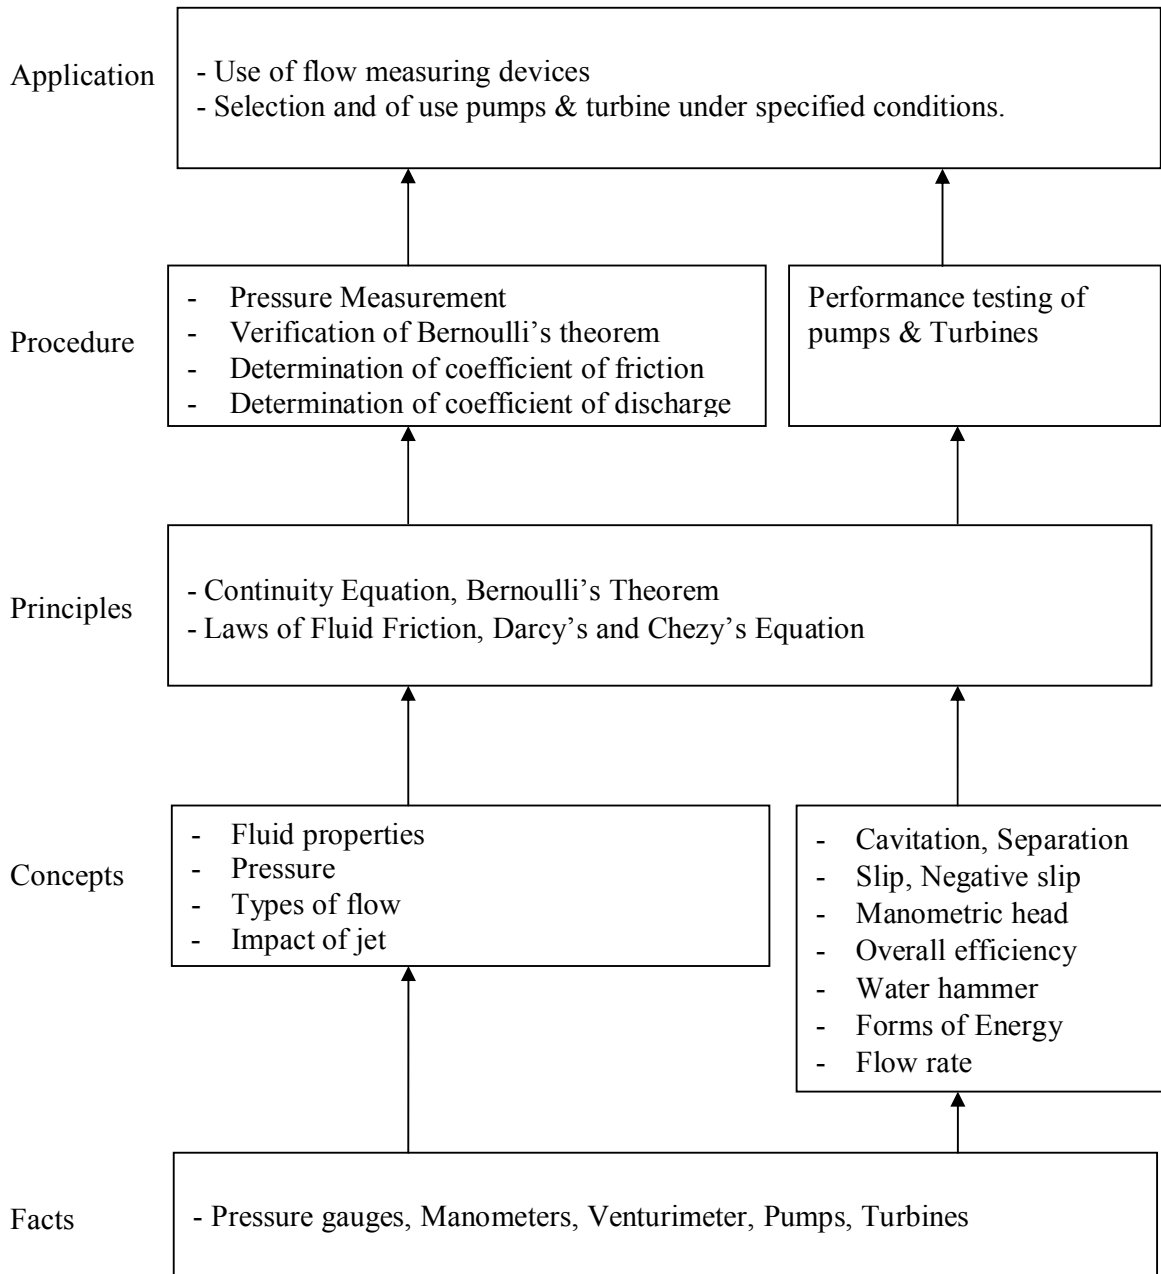 Application
- Use of flow measuring devices
- Selection and of use pumps & turbine under specified conditions.
Procedure
- Pressure Measurement
- Verification of Bernoulli’s theorem
- Determination of coefficient of friction
- Determination of coefficient of discharge
Performance testing of
pumps & Turbines
Principles
- Continuity Equation, Bernoulli’s Theorem
- Laws of Fluid Friction, Darcy’s and Chezy’s Equation
Concepts
- Fluid properties
- Pressure
- Types of flow
- Impact of jet
- Cavitation, Separation
- Slip, Negative slip
- Manometric head
- Overall efficiency
- Water hammer
- Forms of Energy
- Flow rate
Facts
- Pressure gauges, Manometers, Venturimeter, Pumps, Turbines